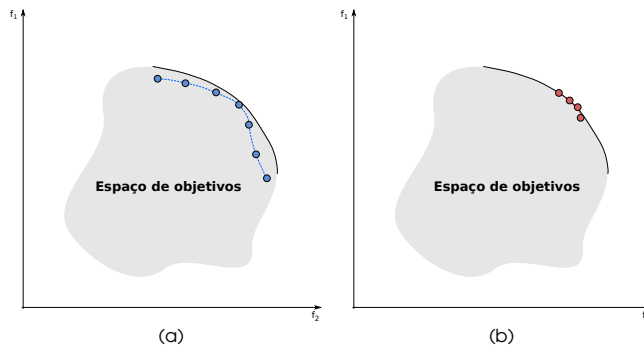 f1
f1
Espaço de objetivos
Espaço de objetivos
f2
f
(a)
(b)